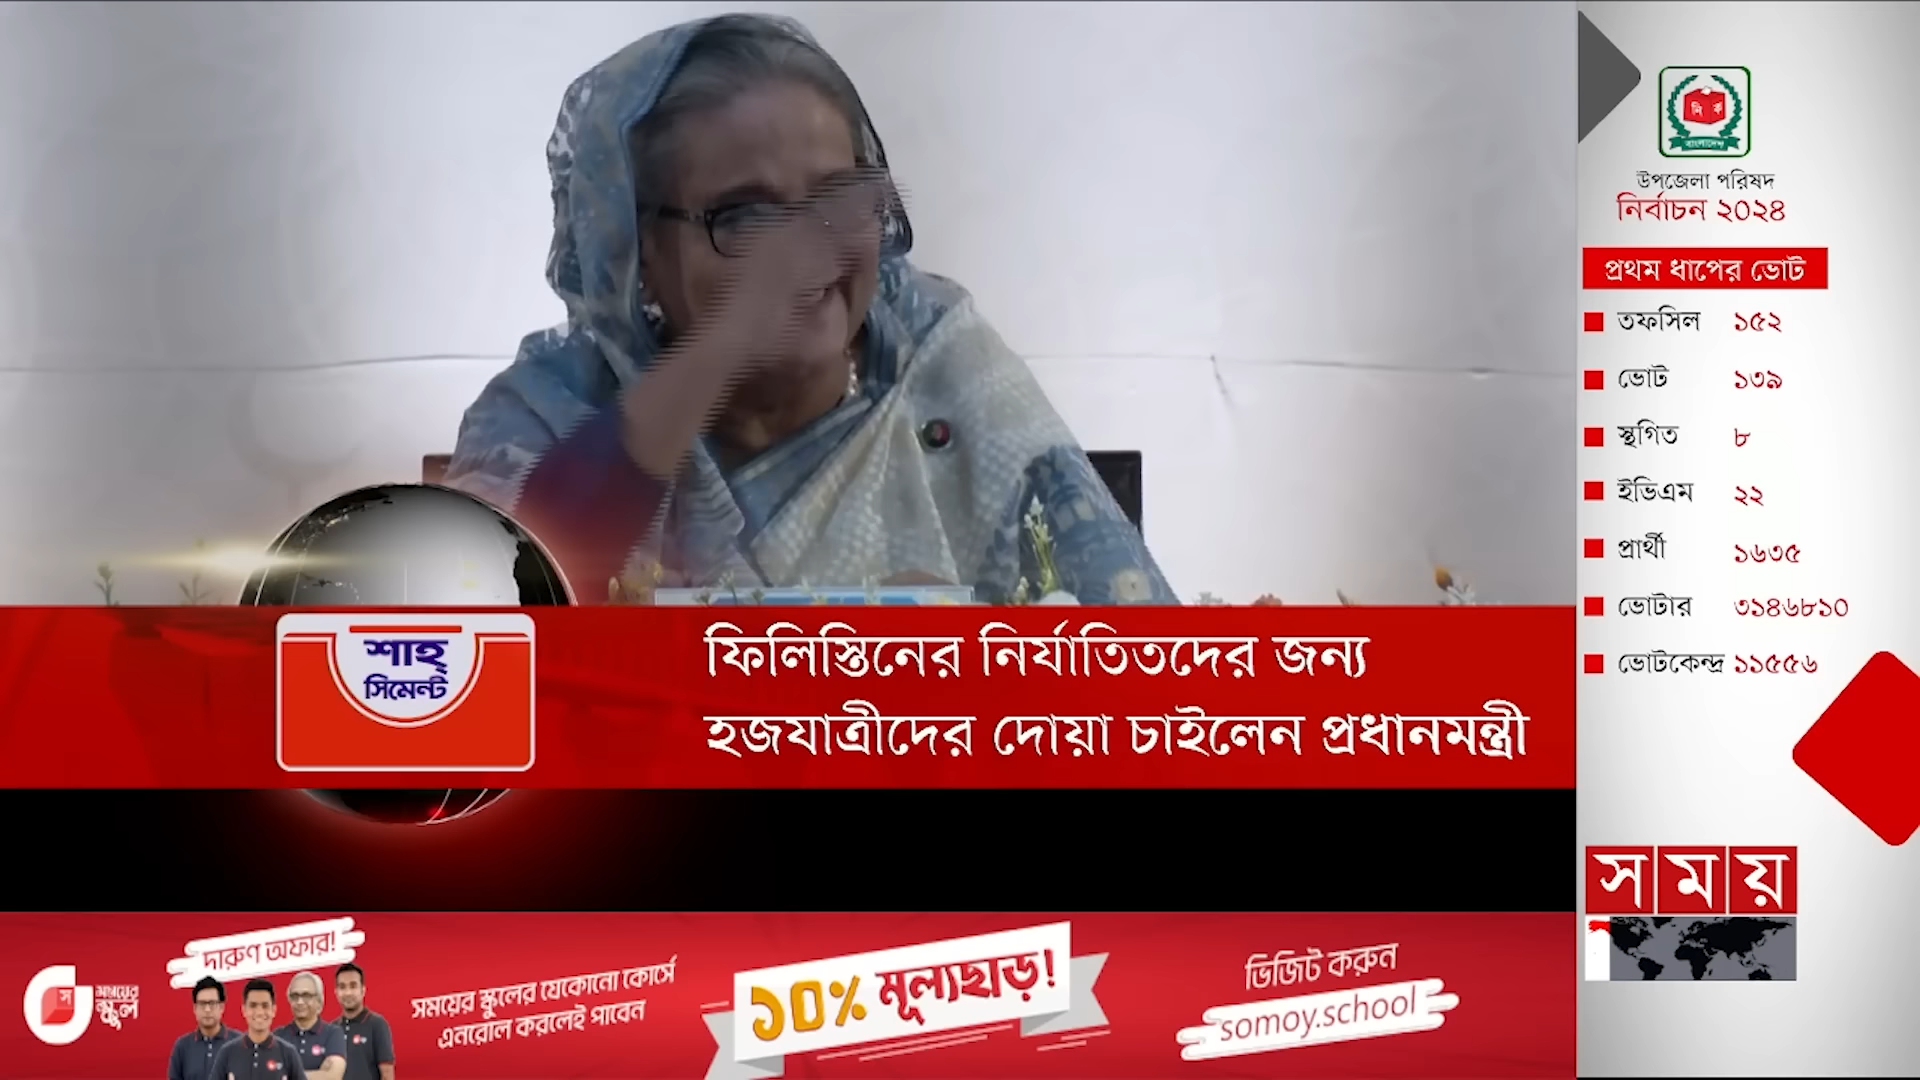 নি ক
বাংলাদেশ
উপজেলা পরিষদ
নির্বাচন ২০২৪
প্রথম ধাপের ভোট
তফসিল ১৫২
ভোট ১৩৯
স্থগিত ৮
ইভিএম ২২
প্রার্থী ১৬৩৫
ভোটার ৩১৪৬৮১০
ভোটকেন্দ্র ১১৫৫৬
শাহ্
সিমেন্ট
ফিলিস্তিনের নির্যাতিতদের জন্য
হজযাত্রীদের দোয়া চাইলেন প্রধানমন্ত্রী
সময়
স
সময়ের
স্কুল
দারুণ অফার!
সময়ের স্কুলের যেকোনো কোর্সে
এনরোল করলেই পাবেন
১০% মূল্যছাড়!
ভিজিট করুন
somoy.school